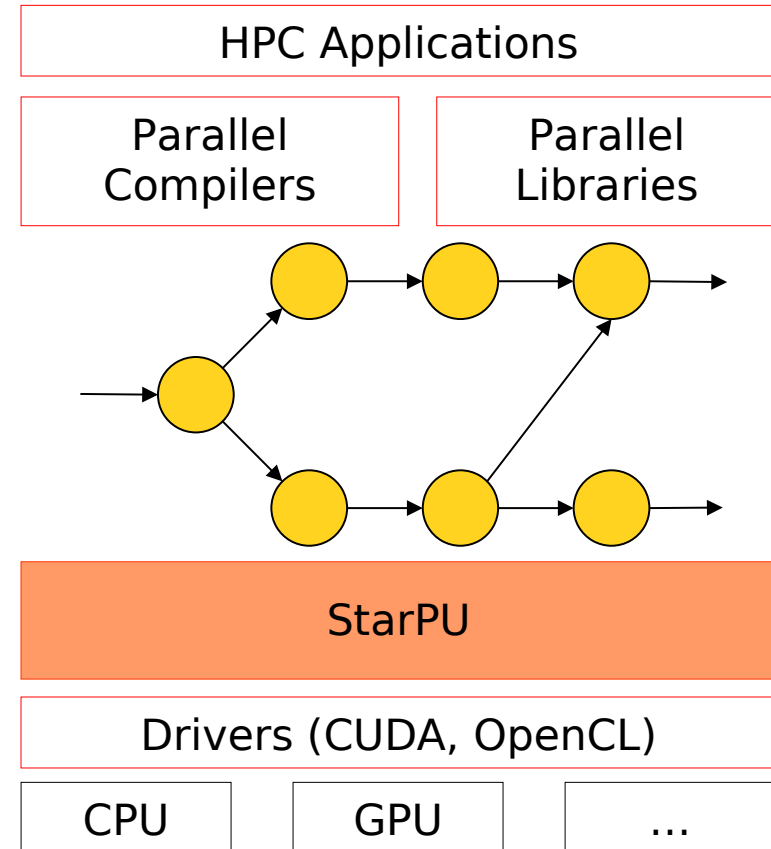 HPC Applications
Parallel
Compilers
Parallel
Libraries
StarPU
Drivers (CUDA, OpenCL)
CPU
GPU
...